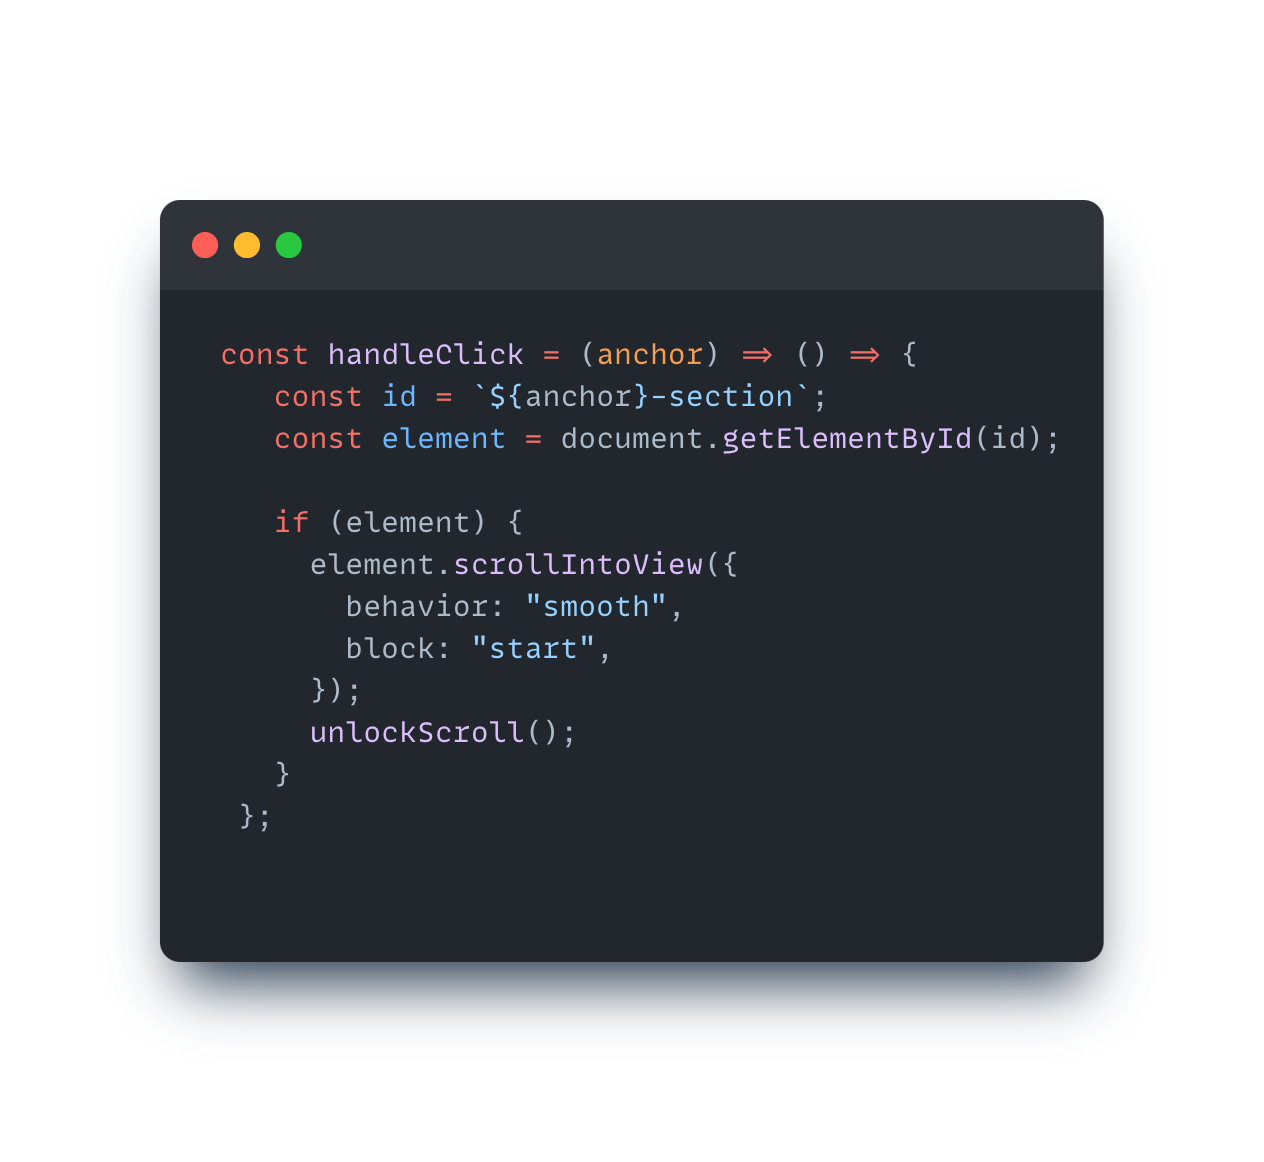 const handleClick = (anchor) => () => {
   const id = `${anchor}-section`;
   const element = document.getElementById(id);

   if (element) {
     element.scrollIntoView({
       behavior: "smooth",
       block: "start",
     });
     unlockScroll();
   }
 };